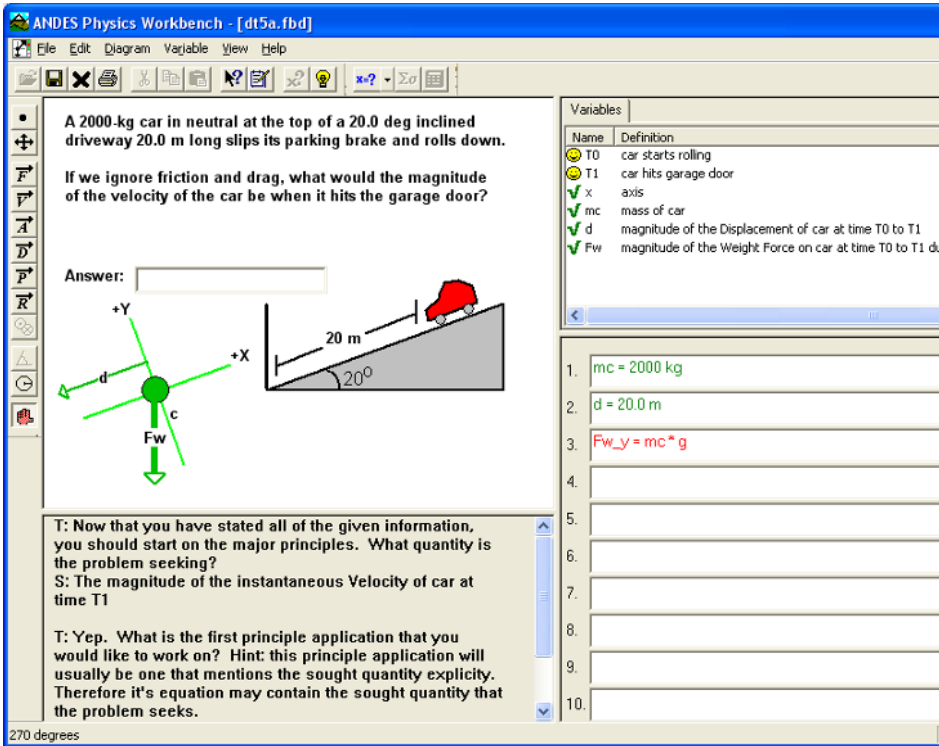 ANDES Physics Workbench - [dt5a.fbd]
File Edit Diagram Variable View Help
x=?
Σσ
A 2000-kg car in neutral at the top of a 20.0 deg inclined
driveway 20.0 m long slips its parking brake and rolls down.
If we ignore friction and drag, what would the magnitude
of the velocity of the car be when it hits the garage door?
Answer:
+Y
+X
d
c
Fw
20 m
20⁰
F
V
A
D
P
R
T: Now that you have stated all of the given information,
you should start on the major principles. What quantity is
the problem seeking?
S: The magnitude of the instantaneous Velocity of car at
time T1
T: Yep. What is the first principle application that you
would like to work on? Hint: this principle application will
usually be one that mentions the sought quantity explicity.
Therefore it's equation may contain the sought quantity that
the problem seeks.
Variables
Name Definition
T0 car starts rolling
T1 car hits garage door
x axis
mc mass of car
d magnitude of the Displacement of car at time T0 to T1
Fw magnitude of the Weight Force on car at time T0 to T1 du
1. mc = 2000 kg
2. d = 20.0 m
3. Fw_y = mc * g
4.
5.
6.
7.
8.
9.
10.
270 degrees